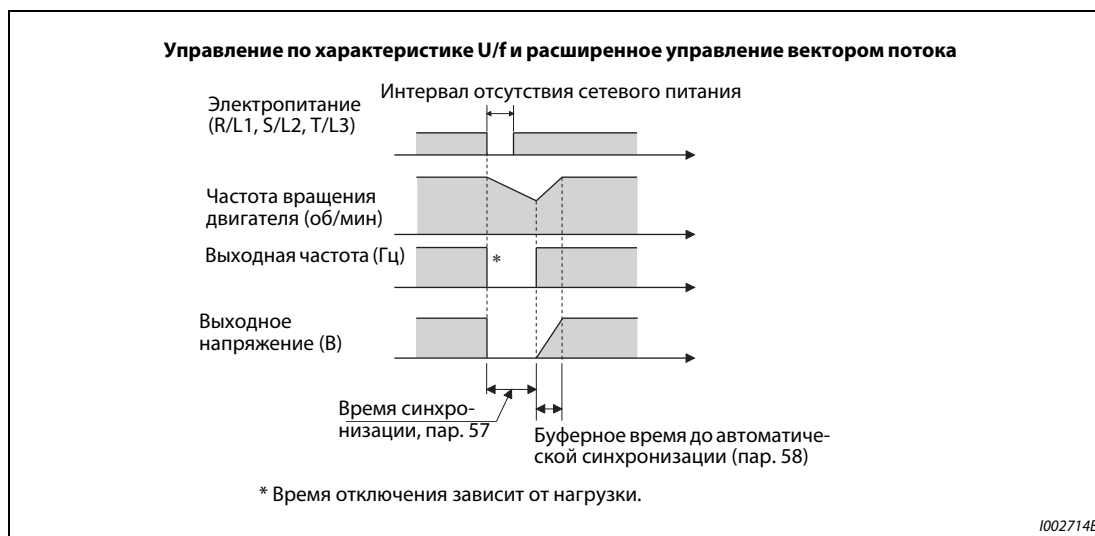 Управление по характеристике U/f и расширенное управление вектором потока
Интервал отсутствия сетевого питания
Электропитание
(R/L1, S/L2, T/L3)
Частота вращения
двигателя (об/мин)
Выходная частота (Гц)
*
Выходное
напряжение (В)
Время синхро-
низации, пар. 57
Буферное время до автоматиче-
ской синхронизации (пар. 58)
* Время отключения зависит от нагрузки.
I002714E